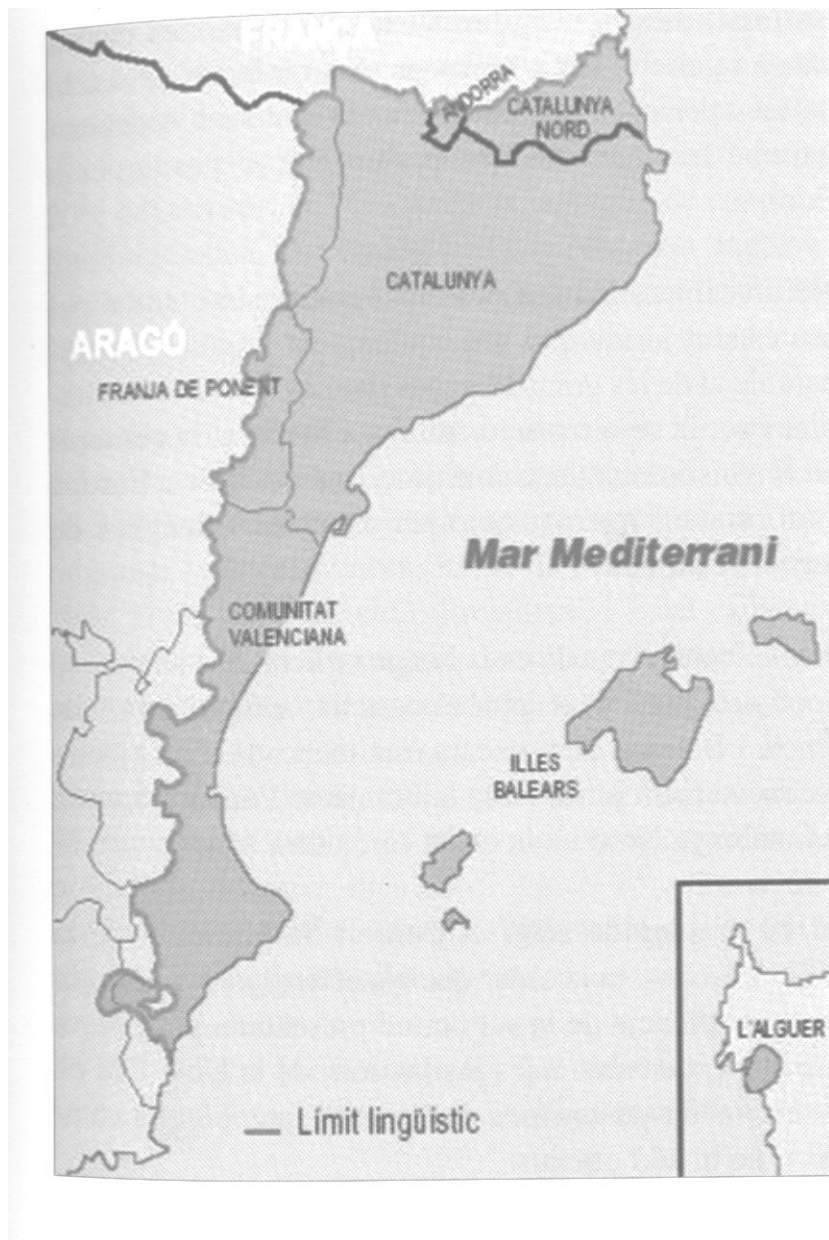 FRANÇA
ANDORRA
CATALUNYA
NORD
CATALUNYA
ARAGÓ
FRANJA DE PONENT
Mar Mediterrani
COMUNITAT
VALENCIANA
ILLES
BALEARS
L'ALGUER
Límit lingüístic